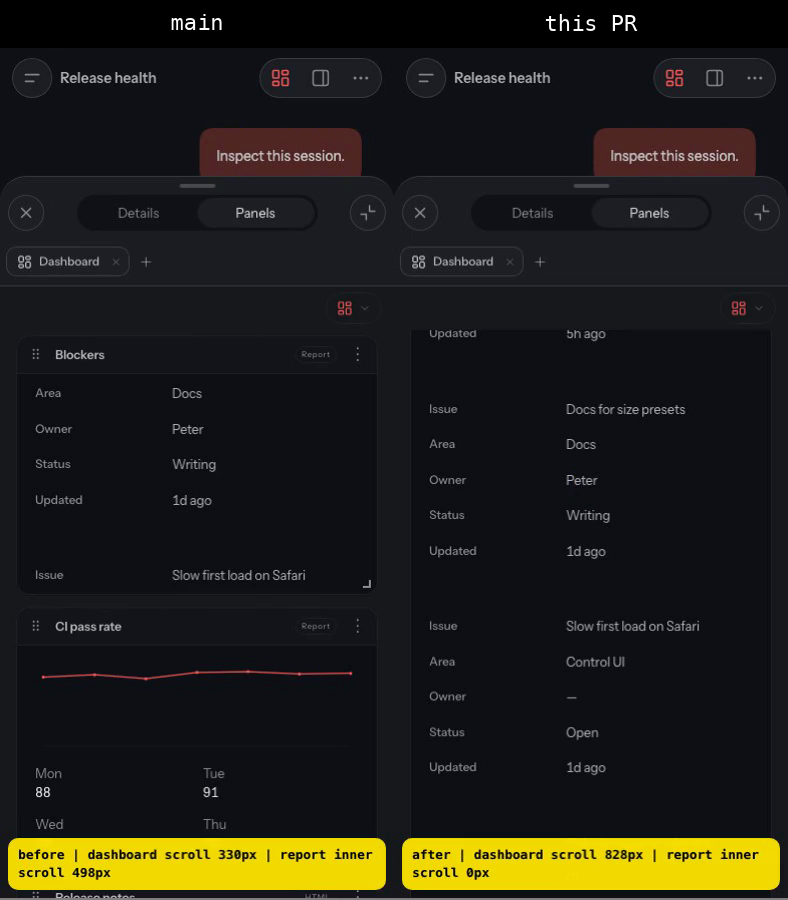 main
this PR
Release health
Inspect this session.
Details Panels
Dashboard × +
Blockers Report
Area Docs
Owner Peter
Status Writing
Updated 1d ago
Issue Slow first load on Safari
CI pass rate Report
Mon Tue
88 91
Wed Thu
before | dashboard scroll 330px | report inner
scroll 498px
Release notes HTML
Release health
Inspect this session.
Details Panels
Dashboard × +
Updated 5h ago
Issue Docs for size presets
Area Docs
Owner Peter
Status Writing
Updated 1d ago
Issue Slow first load on Safari
Area Control UI
Owner —
Status Open
Updated 1d ago
after | dashboard scroll 828px | report inner
scroll 0px